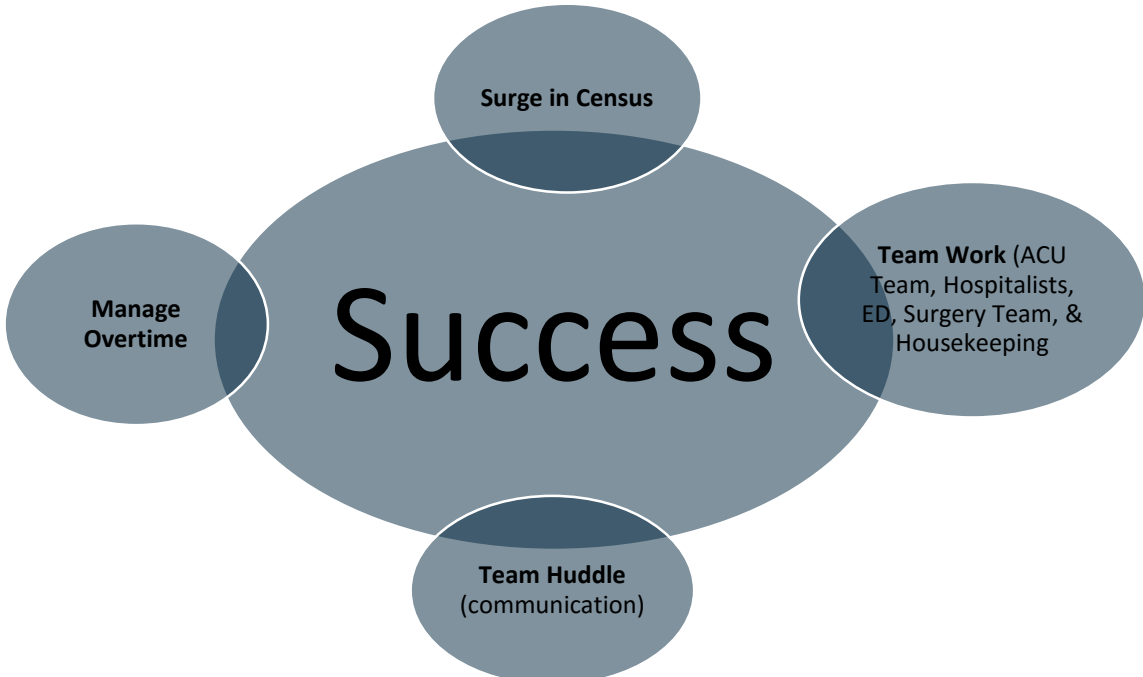 Surge in Census
Team Work (ACU
Team, Hospitalists,
ED, Surgery Team, &
Housekeeping
Manage
Overtime
Success
Team Huddle
(communication)